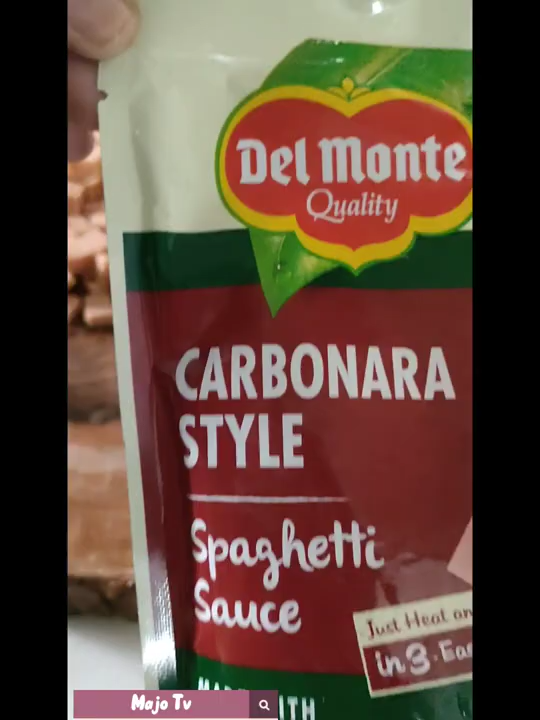 Del Monte
Quality
CARBONARA
STYLE
Spaghetti
Sauce
Just Heat
in 3
Majo Tv